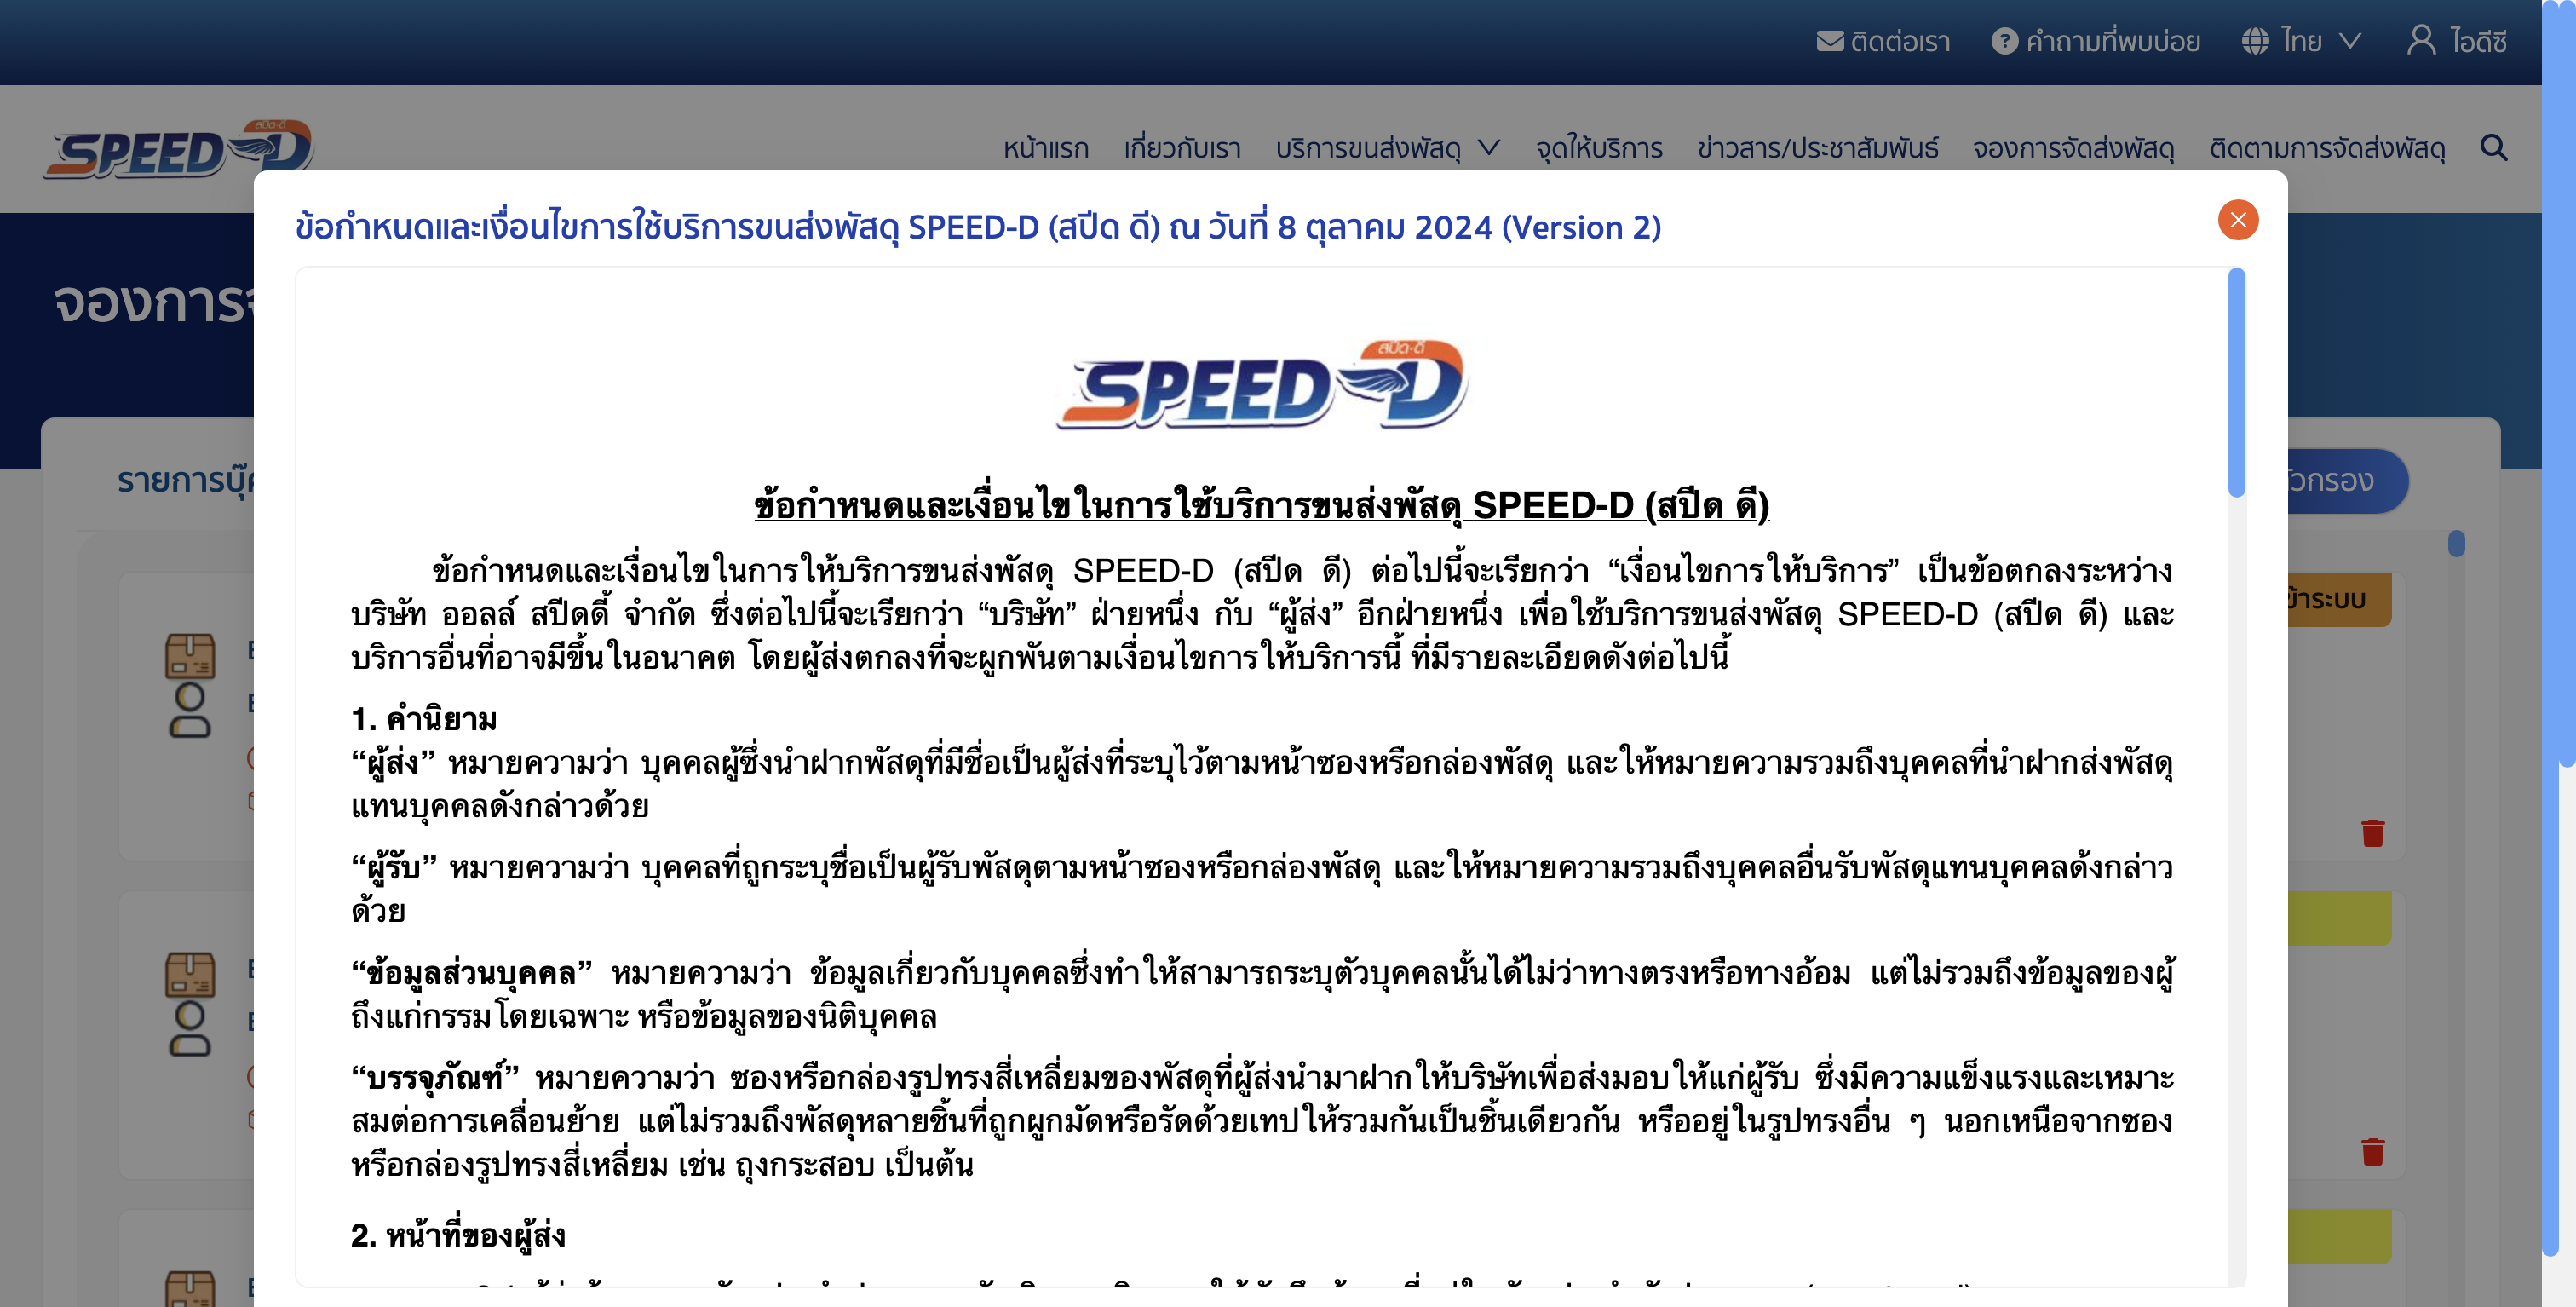 ติดต่อเรา คำถามที่พบบ่อย ไทย ไอดีซี
SPEED-D สปีด-ดี
หน้าแรก เกี่ยวกับเรา บริการขนส่งพัสดุ จุดให้บริการ ข่าวสาร/ประชาสัมพันธ์ จองการจัดส่งพัสดุ ติดตามการจัดส่งพัสดุ
ข้อกำหนดและเงื่อนไขการใช้บริการขนส่งพัสดุ SPEED-D (สปีด ดี) ณ วันที่ 8 ตุลาคม 2024 (Version 2)
SPEED-D สปีด-ดี
ข้อกำหนดและเงื่อนไขในการใช้บริการขนส่งพัสดุ SPEED-D (สปีด ดี)
ข้อกำหนดและเงื่อนไขในการให้บริการขนส่งพัสดุ SPEED-D (สปีด ดี) ต่อไปนี้จะเรียกว่า “เงื่อนไขการให้บริการ” เป็นข้อตกลงระหว่าง
บริษัท ออลล์ สปีดดี้ จำกัด ซึ่งต่อไปนี้จะเรียกว่า “บริษัท” ฝ่ายหนึ่ง กับ “ผู้ส่ง” อีกฝ่ายหนึ่ง เพื่อใช้บริการขนส่งพัสดุ SPEED-D (สปีด ดี) และ
บริการอื่นที่อาจมีขึ้นในอนาคต โดยผู้ส่งตกลงที่จะผูกพันตามเงื่อนไขการให้บริการนี้ ที่มีรายละเอียดดังต่อไปนี้
1. คำนิยาม
“ผู้ส่ง” หมายความว่า บุคคลผู้ซึ่งนำฝากพัสดุที่มีชื่อเป็นผู้ส่งที่ระบุไว้ตามหน้าซองหรือกล่องพัสดุ และให้หมายความรวมถึงบุคคลที่นำฝากส่งพัสดุ
แทนบุคคลดังกล่าวด้วย
“ผู้รับ” หมายความว่า บุคคลที่ถูกระบุชื่อเป็นผู้รับพัสดุตามหน้าซองหรือกล่องพัสดุ และให้หมายความรวมถึงบุคคลอื่นรับพัสดุแทนบุคคลดังกล่าว
ด้วย
“ข้อมูลส่วนบุคคล” หมายความว่า ข้อมูลเกี่ยวกับบุคคลซึ่งทำให้สามารถระบุตัวบุคคลนั้นได้ไม่ว่าทางตรงหรือทางอ้อม แต่ไม่รวมถึงข้อมูลของผู้
ถึงแก่กรรมโดยเฉพาะ หรือข้อมูลของนิติบุคคล
“บรรจุภัณฑ์” หมายความว่า ซองหรือกล่องรูปทรงสี่เหลี่ยมของพัสดุที่ผู้ส่งนำมาฝากให้บริษัทเพื่อส่งมอบให้แก่ผู้รับ ซึ่งมีความแข็งแรงและเหมาะ
สมต่อการเคลื่อนย้าย แต่ไม่รวมถึงพัสดุหลายชิ้นที่ถูกผูกมัดหรือรัดด้วยเทปให้รวมกันเป็นชิ้นเดียวกัน หรืออยู่ในรูปทรงอื่น ๆ นอกเหนือจากซอง
หรือกล่องรูปทรงสี่เหลี่ยม เช่น ถุงกระสอบ เป็นต้น
2. หน้าที่ของผู้ส่ง